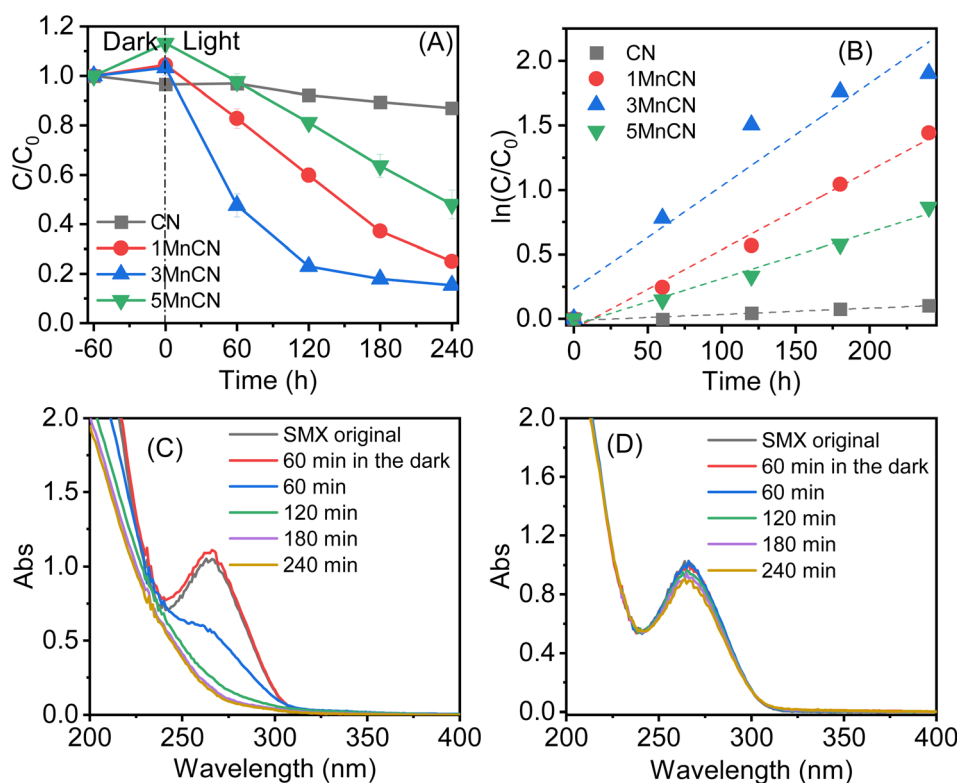 Dark Light
(A)
1.2
1.0
0.8
0.6
0.4
0.2
0.0
C/C0
CN
1MnCN
3MnCN
5MnCN
-60 0 60 120 180 240
Time (h)
(B)
2.0
1.5
1.0
0.5
0.0
ln(C/C0)
CN
1MnCN
3MnCN
5MnCN
0 50 100 150 200
Time (h)
(C)
2.0
1.5
1.0
0.5
0.0
Abs
SMX original
60 min in the dark
60 min
120 min
180 min
240 min
200 250 300 350 400
Wavelength (nm)
(D)
2.0
1.6
1.2
0.8
0.4
0.0
Abs
SMX original
60 min in the dark
60 min
120 min
180 min
240 min
200 250 300 350 400
Wavelength (nm)